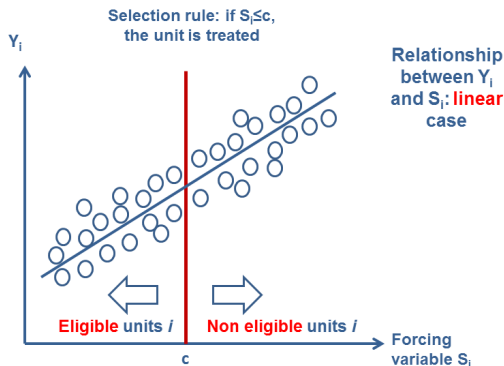 Selection rule: if Si≤c,
the unit is treated
Yi
Relationship
between Yi
and Si: linear
case
Eligible units i
Non eligible units i
c
Forcing
variable Si